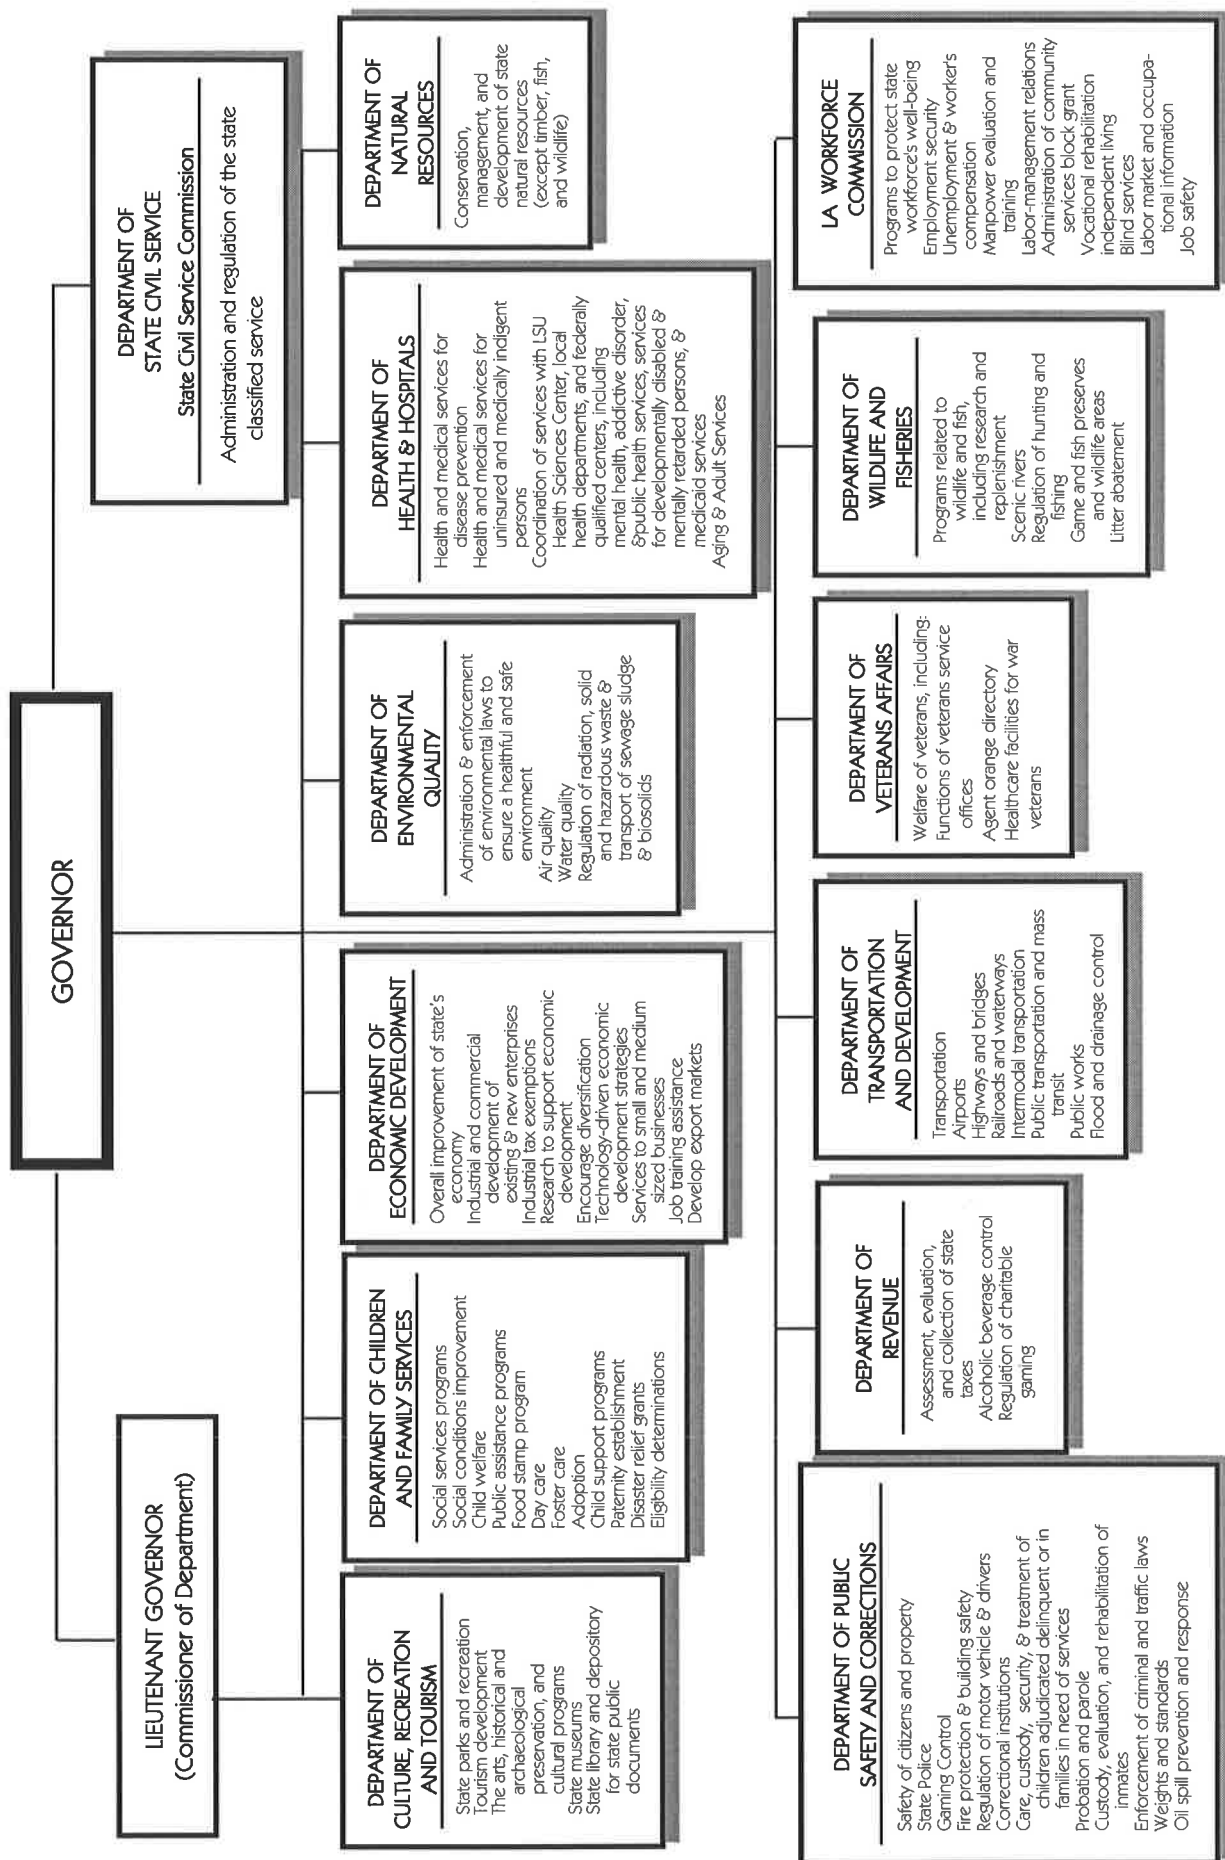 GOVERNOR
LIEUTENANT GOVERNOR
(Commissioner of Department)
DEPARTMENT OF
STATE CIVIL SERVICE
State Civil Service Commission
Administration and regulation of the state
classified service
DEPARTMENT OF
CULTURE, RECREATION
AND TOURISM
State parks and recreation
Tourism development
The arts, historical and
archaeological
preservation, and
cultural programs
State museums
State library and depository
for state public
documents
DEPARTMENT OF CHILDREN
AND FAMILY SERVICES
Social services programs
Social conditions improvement
Child welfare
Public assistance programs
Food stamp program
Day care
Foster care
Adoption
Child support programs
Paternity establishment
Disaster relief grants
Eligibility determinations
DEPARTMENT OF
ECONOMIC DEVELOPMENT
Overall improvement of state's
economy
Industrial and commercial
development of
existing & new enterprises
Industrial tax exemptions
Research to support economic
development
Encourage diversification
Technology-driven economic
development strategies
Services to small and medium
sized businesses
Job training assistance
Develop export markets
DEPARTMENT OF
ENVIRONMENTAL
QUALITY
Administration & enforcement
of environmental laws to
ensure a healthful and safe
environment
Air quality
Water quality
Regulation of radiation, solid
and hazardous waste &
transport of sewage sludge
& biosolids
DEPARTMENT OF
HEALTH & HOSPITALS
Health and medical services for
disease prevention
Health and medical services for
uninsured and medically indigent
persons
Coordination of services with LSU
Health Sciences Center, local
health departments, and federally
qualified centers, including
mental health, addictive disorder,
&public health services, services
for developmentally disabled &
mentally retarded persons, &
medicaid services
Aging & Adult Services
DEPARTMENT OF
NATURAL
RESOURCES
Conservation,
management, and
development of state
natural resources
(except timber, fish,
and wildlife)
DEPARTMENT OF PUBLIC
SAFETY AND CORRECTIONS
Safety of citizens and property
State Police
Gaming Control
Fire protection & building safety
Regulation of motor vehicle & drivers
Correctional institutions
Care, custody, security, & treatment of
children adjudicated delinquent or in
families in need of services
Probation and parole
Custody, evaluation, and rehabilitation of
inmates
Enforcement of criminal and traffic laws
Weights and standards
Oil spill prevention and response
DEPARTMENT OF
REVENUE
Assessment, evaluation,
and collection of state
taxes
Alcoholic beverage control
Regulation of charitable
gaming
DEPARTMENT OF
TRANSPORTATION
AND DEVELOPMENT
Transportation
Airports
Highways and bridges
Railroads and waterways
Intermodal transportation
Public transportation and mass
transit
Public works
Flood and drainage control
DEPARTMENT OF
VETERANS AFFAIRS
Welfare of veterans, including:
Functions of veterans service
offices
Agent orange directory
Healthcare facilities for war
veterans
DEPARTMENT OF
WILDLIFE AND
FISHERIES
Programs related to
wildlife and fish,
including research and
replenishment
Scenic rivers
Regulation of hunting and
fishing
Game and fish preserves
and wildlife areas
Litter abatement
LA WORKFORCE
COMMISSION
Programs to protect state
workforce's well-being
Employment security
Unemployment & worker's
compensation
Manpower evaluation and
training
Labor-management relations
Administration of community
services block grant
Vocational rehabilitation
independent living
Blind services
Labor market and occupa-
tional information
Job safety